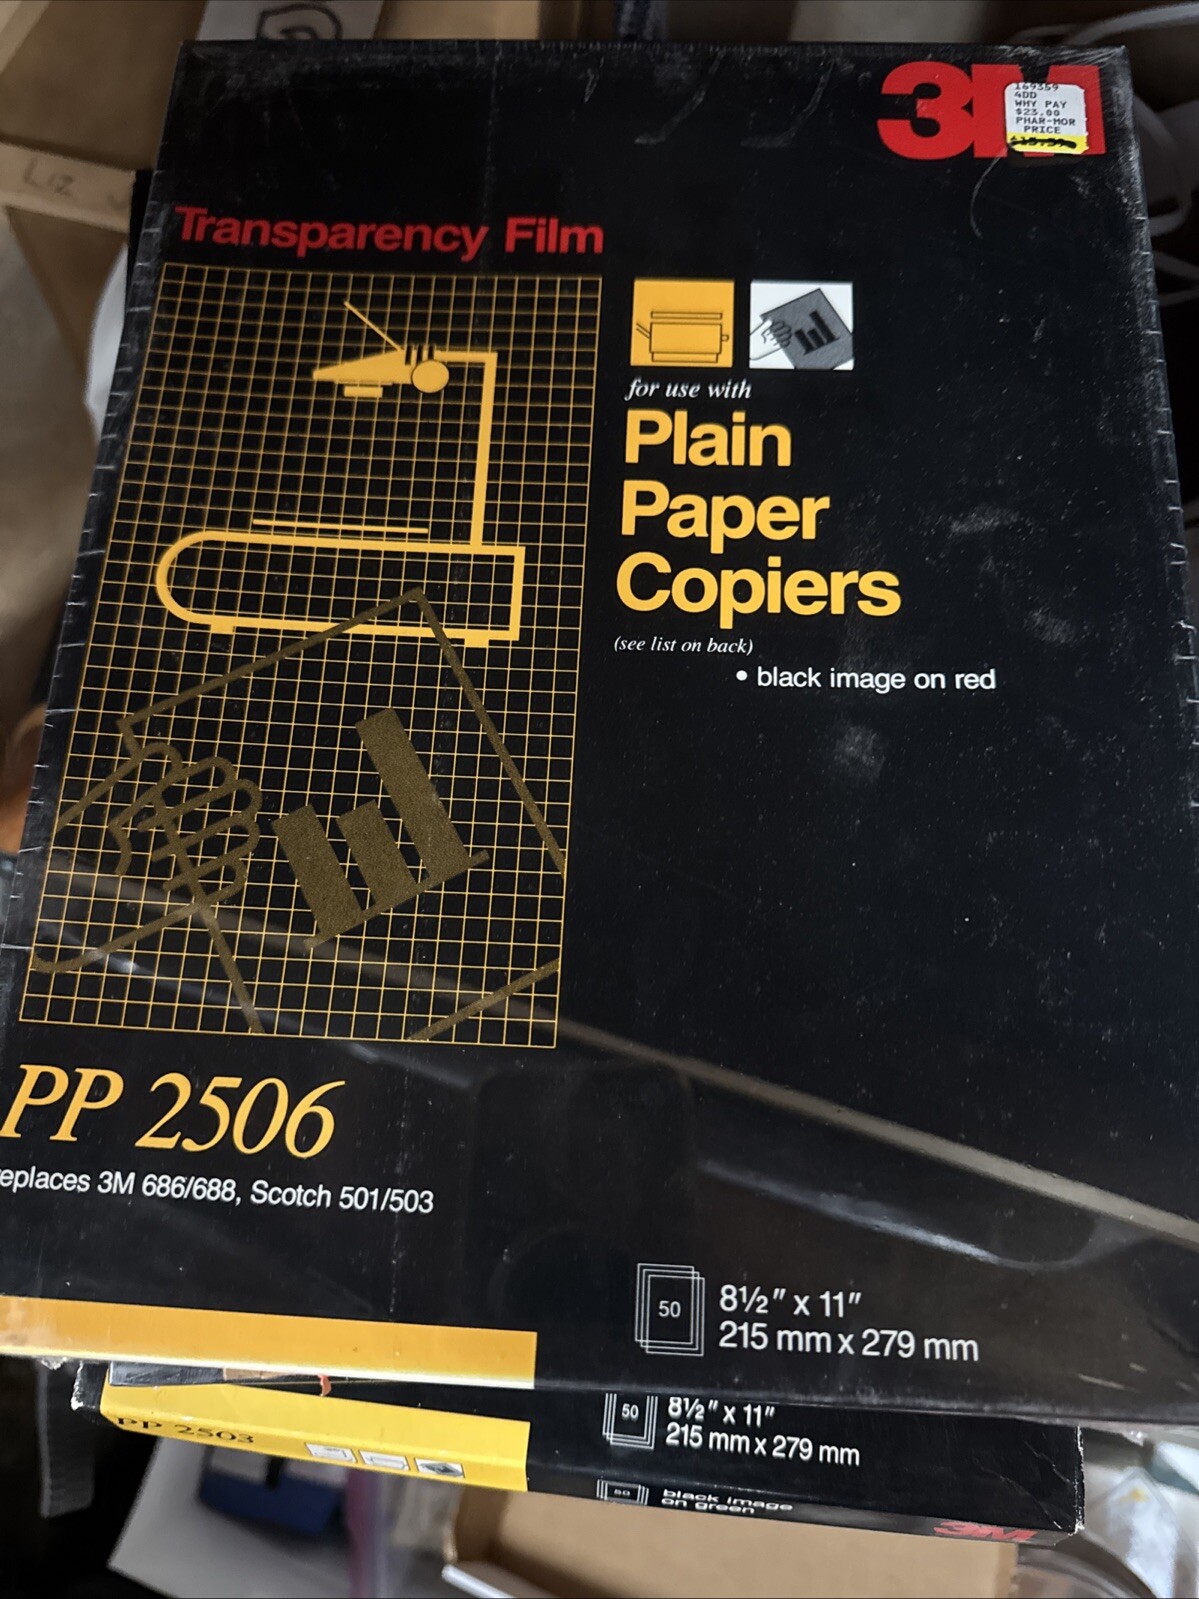 3M
169359
4DD
WHY PAY
$25.00
PHAR-MOR
PRICE
Transparency Film
for use with
Plain
Paper
Copiers
(see list on back)
• black image on red
PP 2506
eplaces 3M 686/688, Scotch 501/503
50
8½" x 11"
215 mm x 279 mm
PP 2503
50
8½" x 11"
215 mm x 279 mm
50
black image
on green
3M